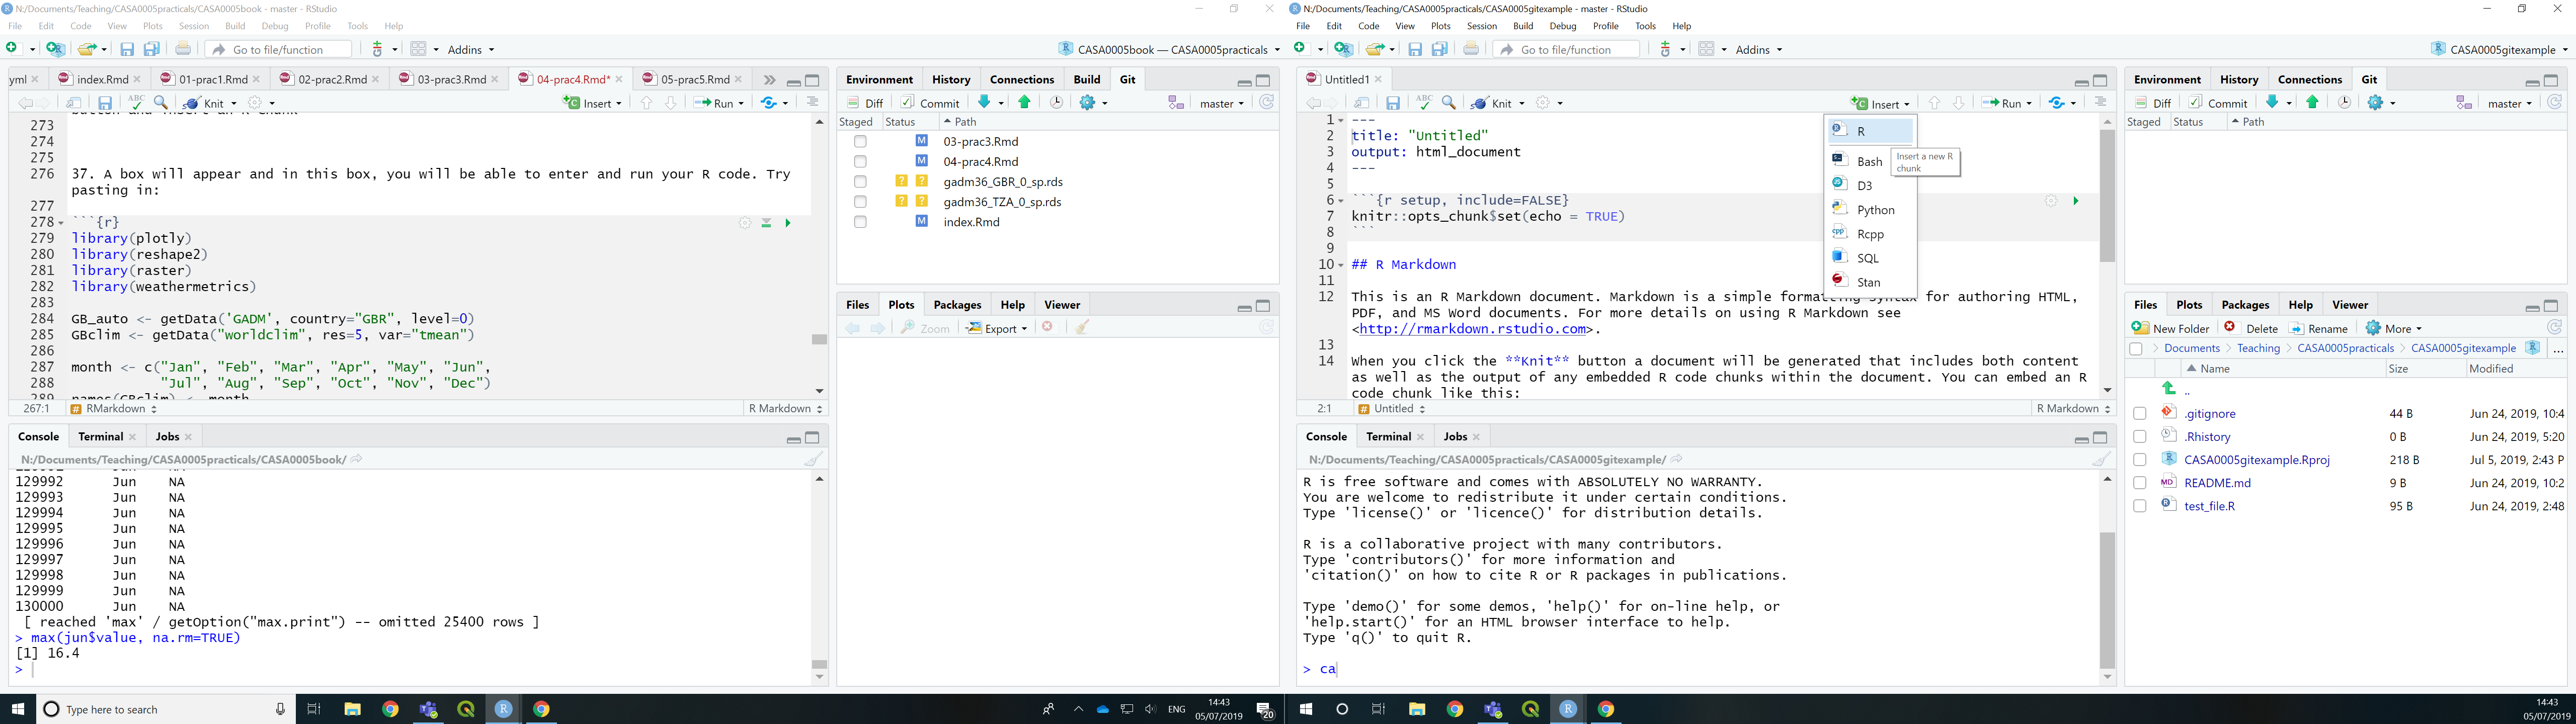 N:/Documents/Teaching/CASA0005practicals/CASA0005book - master - RStudio
File Edit Code View Plots Session Build Debug Profile Tools Help
Go to file/function Addins CASA0005book — CASA0005practicals
yml index.Rmd 01-prac1.Rmd 02-prac2.Rmd 03-prac3.Rmd 04-prac4.Rmd* 05-prac5.Rmd
ABC Knit Insert Run
273
274
275
276 37. A box will appear and in this box, you will be able to enter and run your R code. Try
pasting in:
277
278 ```{r}
279 library(plotly)
280 library(reshape2)
281 library(raster)
282 library(weathermetrics)
283
284 GB_auto <- getData('GADM', country="GBR", level=0)
285 GBclim <- getData("worldclim", res=5, var="tmean")
286
287 month <- c("Jan", "Feb", "Mar", "Apr", "May", "Jun",
288 "Jul", "Aug", "Sep", "Oct", "Nov", "Dec")
267:1 RMarkdown R Markdown
Console Terminal Jobs
N:/Documents/Teaching/CASA0005practicals/CASA0005book/
129992 Jun NA
129993 Jun NA
129994 Jun NA
129995 Jun NA
129996 Jun NA
129997 Jun NA
129998 Jun NA
129999 Jun NA
130000 Jun NA
[ reached 'max' / getOption("max.print") -- omitted 25400 rows ]
> max(jun$value, na.rm=TRUE)
[1] 16.4
>
Environment History Connections Build Git
Diff Commit master
Staged Status Path
M 03-prac3.Rmd
M 04-prac4.Rmd
? ? gadm36_GBR_0_sp.rds
? ? gadm36_TZA_0_sp.rds
M index.Rmd
Files Plots Packages Help Viewer
Zoom Export
Type here to search
ENG 14:43
05/07/2019
20
N:/Documents/Teaching/CASA0005practicals/CASA0005gitexample - master - RStudio
File Edit Code View Plots Session Build Debug Profile Tools Help
Go to file/function Addins CASA0005gitexample
Untitled1
ABC Knit Insert Run
R
Insert a new R
chunk
Bash
D3
Python
Rcpp
SQL
Stan
1 ---
2 title: "Untitled"
3 output: html_document
4 ---
5
6 ```{r setup, include=FALSE}
7 knitr::opts_chunk$set(echo = TRUE)
8 ```
9
10 ## R Markdown
11
12 This is an R Markdown document. Markdown is a simple formatting syntax for authoring HTML,
PDF, and MS Word documents. For more details on using R Markdown see
<http://rmarkdown.rstudio.com>.
13
14 When you click the **Knit** button a document will be generated that includes both content
as well as the output of any embedded R code chunks within the document. You can embed an R
code chunk like this:
2:1 Untitled R Markdown
Console Terminal Jobs
N:/Documents/Teaching/CASA0005practicals/CASA0005gitexample/
R is free software and comes with ABSOLUTELY NO WARRANTY.
You are welcome to redistribute it under certain conditions.
Type 'license()' or 'licence()' for distribution details.
R is a collaborative project with many contributors.
Type 'contributors()' for more information and
'citation()' on how to cite R or R packages in publications.
Type 'demo()' for some demos, 'help()' for on-line help, or
'help.start()' for an HTML browser interface to help.
Type 'q()' to quit R.
> ca
Environment History Connections Git
Diff Commit master
Staged Status Path
Files Plots Packages Help Viewer
New Folder Delete Rename More
Documents Teaching CASA0005practicals CASA0005gitexample ...
Name Size Modified
..
.gitignore 44 B Jun 24, 2019, 10:4
.Rhistory 0 B Jun 24, 2019, 5:20
CASA0005gitexample.Rproj 218 B Jul 5, 2019, 2:43 P
README.md 9 B Jun 24, 2019, 10:2
test_file.R 95 B Jun 24, 2019, 2:48
14:43
05/07/2019